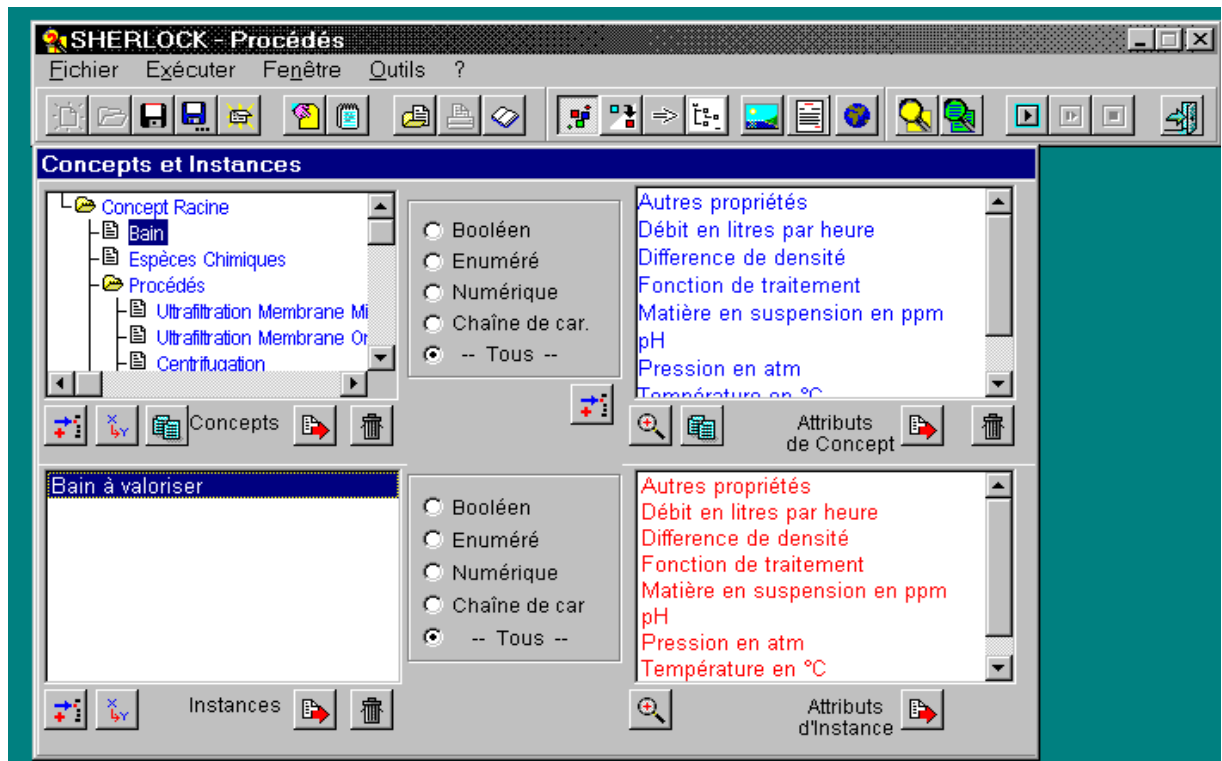 SHERLOCK - Procédés
Fichier Exécuter Fenêtre Outils ?
Concepts et Instances
Concept Racine
Bain
Espèces Chimiques
Procédés
Ultrafiltration Membrane Mi
Ultrafiltration Membrane Or
Centrifugation
Booléen
Enuméré
Numérique
Chaîne de car.
-- Tous --
Autres propriétés
Débit en litres par heure
Difference de densité
Fonction de traitement
Matière en suspension en ppm
pH
Pression en atm
Température en °C
Concepts
Attributs
de Concept
Bain à valoriser
Booléen
Enuméré
Numérique
Chaîne de car
-- Tous --
Autres propriétés
Débit en litres par heure
Difference de densité
Fonction de traitement
Matière en suspension en ppm
pH
Pression en atm
Température en °C
Instances
Attributs
d'Instance